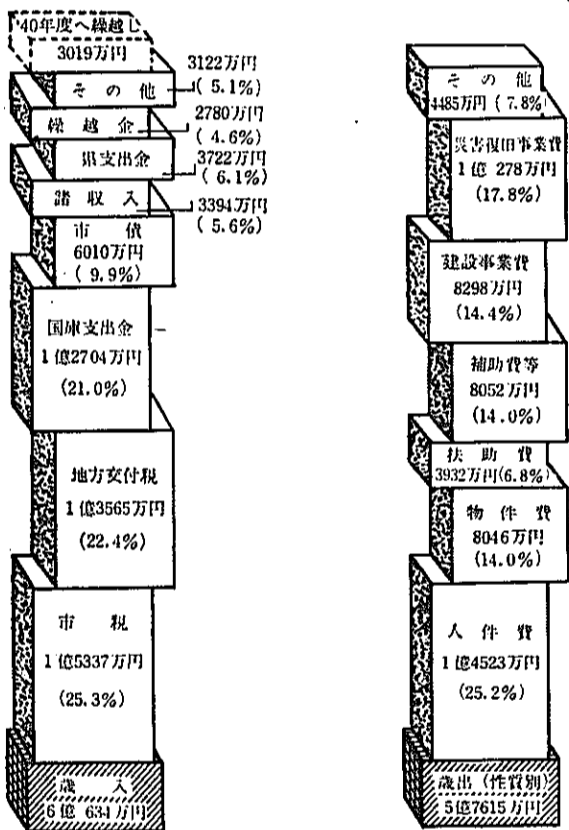 40年度へ繰越し
3019万円
その他
3122万円
(5.1%)
繰越金
2780万円
(4.6%)
県支出金
3722万円
(6.1%)
諸収入
3394万円
(5.6%)
市債
6010万円
(9.9%)
国庫支出金
1億2704万円
(21.0%)
地方交付税
1億3565万円
(22.4%)
市税
1億5337万円
(25.3%)
歳入
6億 634万円
その他
4485万円(7.8%)
災害復旧事業費
1億 278万円
(17.8%)
建設事業費
8298万円
(14.4%)
補助費等
8052万円
(14.0%)
扶助費
3932万円(6.8%)
物件費
8046万円
(14.0%)
人件費
1億4523万円
(25.2%)
歳出(性質別)
5億7615万円